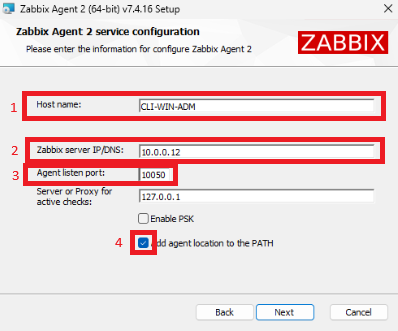 Zabbix Agent 2 (64-bit) v7.4.16 Setup
Zabbix Agent 2 service configuration
Please enter the information for configure Zabbix Agent 2
ZABBIX
1 Host name: CLI-WIN-ADM
2 Zabbix server IP/DNS: 10.0.0.12
3 Agent listen port: 10050
Server or Proxy for
active checks: 127.0.0.1
Enable PSK
4 Add agent location to the PATH
Back Next Cancel